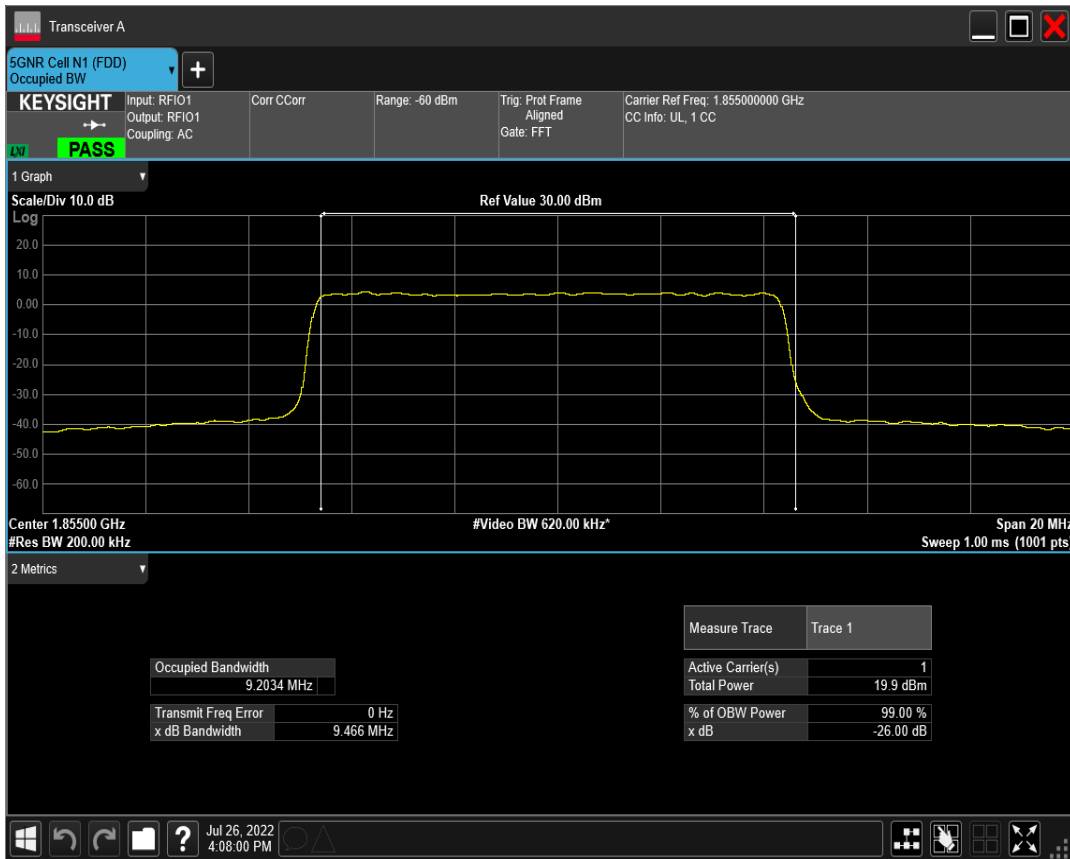 Transceiver A
5GNR Cell N1 (FDD)
Occupied BW
KEYSIGHT
LXI
PASS
Input: RFIO1
Output: RFIO1
Coupling: AC
Corr CCorr
Range: -60 dBm
Trig: Prot Frame
Aligned
Gate: FFT
Carrier Ref Freq: 1.855000000 GHz
CC Info: UL, 1 CC
1 Graph
Scale/Div 10.0 dB
Ref Value 30.00 dBm
Log
20.0
10.0
0.00
-10.0
-20.0
-30.0
-40.0
-50.0
-60.0
Center 1.85500 GHz
#Video BW 620.00 kHz*
Span 20 MHz
#Res BW 200.00 kHz
Sweep 1.00 ms (1001 pts)
2 Metrics
Measure Trace Trace 1
Occupied Bandwidth
9.2034 MHz
Active Carrier(s) 1
Total Power 19.9 dBm
Transmit Freq Error 0 Hz
x dB Bandwidth 9.466 MHz
% of OBW Power 99.00 %
x dB -26.00 dB
?
Jul 26, 2022
4:08:00 PM